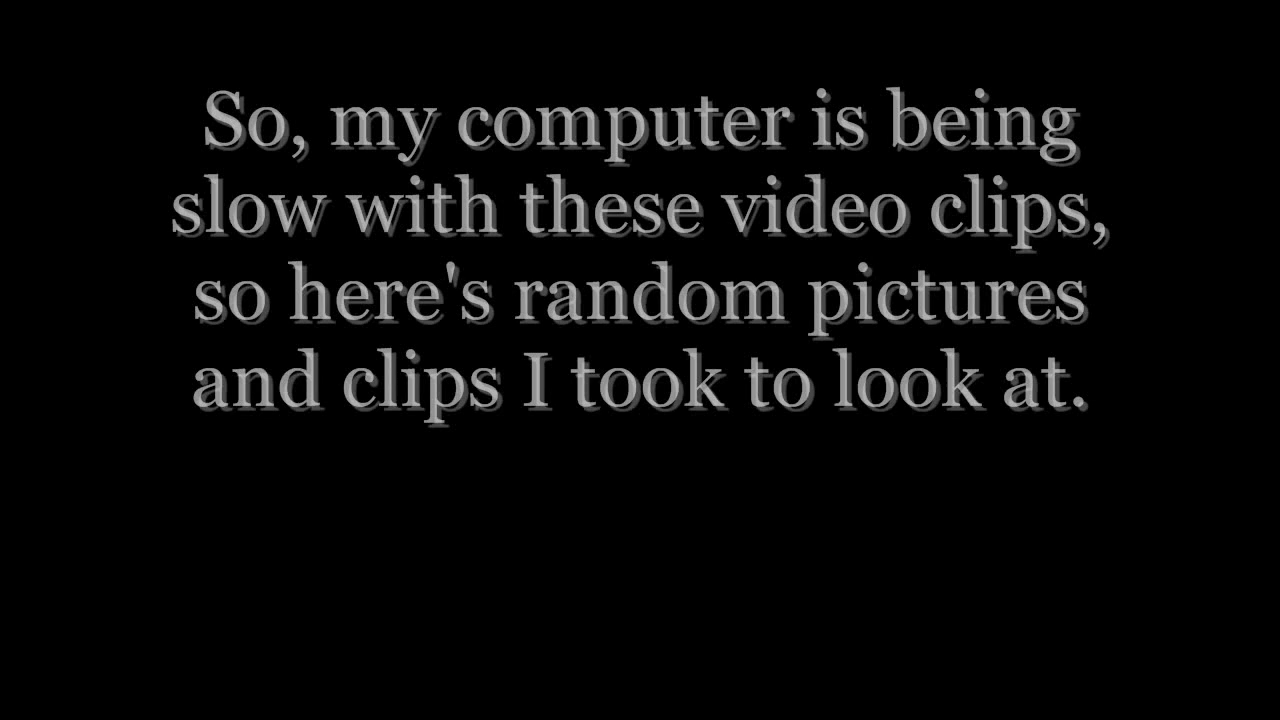 So, my computer is being
slow with these video clips,
so here's random pictures
and clips I took to look at.